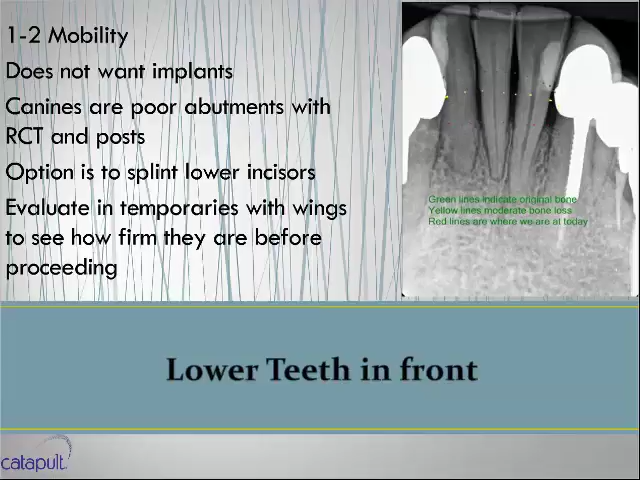 1-2 Mobility
Does not want implants
Canines are poor abutments with
RCT and posts
Option is to splint lower incisors
Evaluate in temporaries with wings
to see how firm they are before
proceeding
Green lines indicate original bone
Yellow lines moderate bone loss
Red lines are where we are at today
Lower Teeth in front
catapult